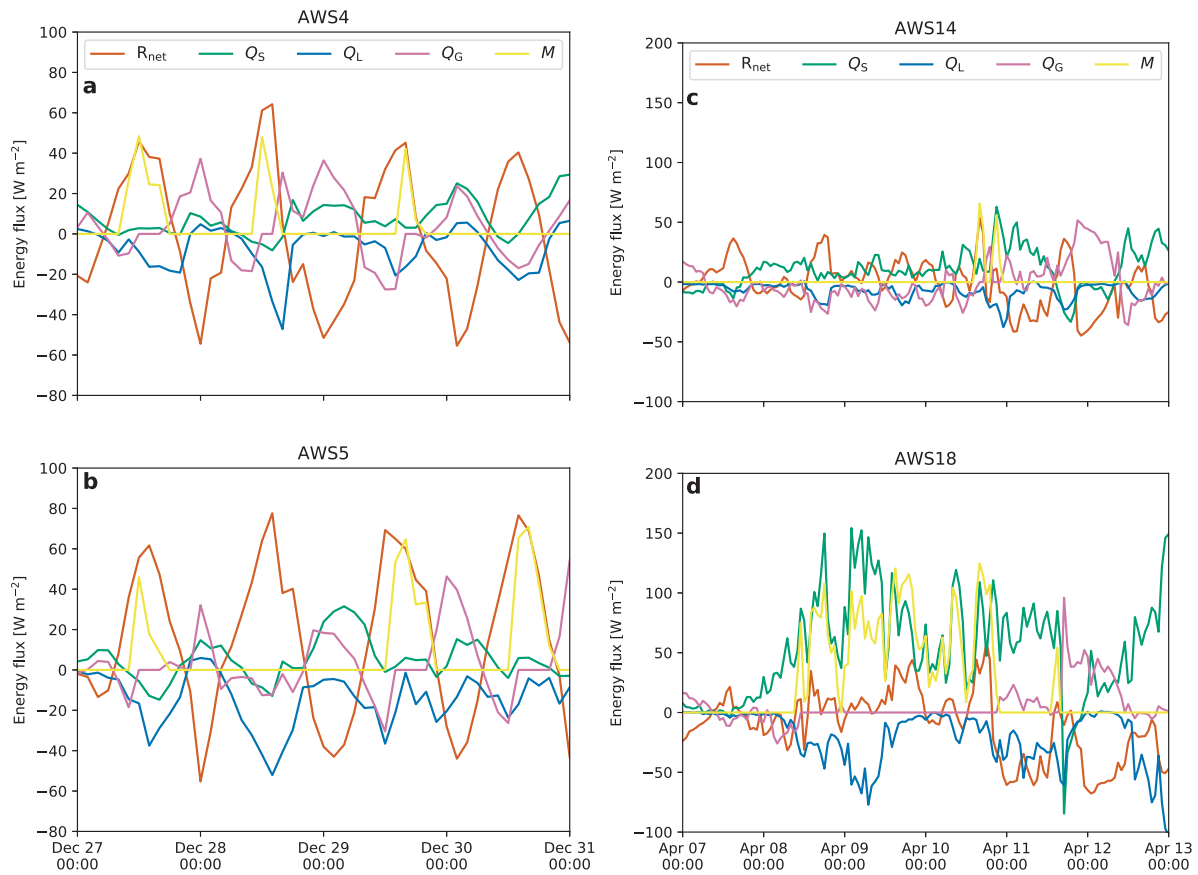 AWS4
R_net Q_S Q_L Q_G M
a
Energy flux [W m⁻²]
100
80
60
40
20
0
−20
−40
−60
−80
AWS14
R_net Q_S Q_L Q_G M
c
Energy flux [W m⁻²]
200
150
100
50
0
−50
−100
AWS5
b
Energy flux [W m⁻²]
100
80
60
40
20
0
−20
−40
−60
−80
Dec 27 Dec 28 Dec 29 Dec 30 Dec 31
00:00 00:00 00:00 00:00 00:00
AWS18
d
Energy flux [W m⁻²]
200
150
100
50
0
−50
−100
Apr 07 Apr 08 Apr 09 Apr 10 Apr 11 Apr 12 Apr 13
00:00 00:00 00:00 00:00 00:00 00:00 00:00